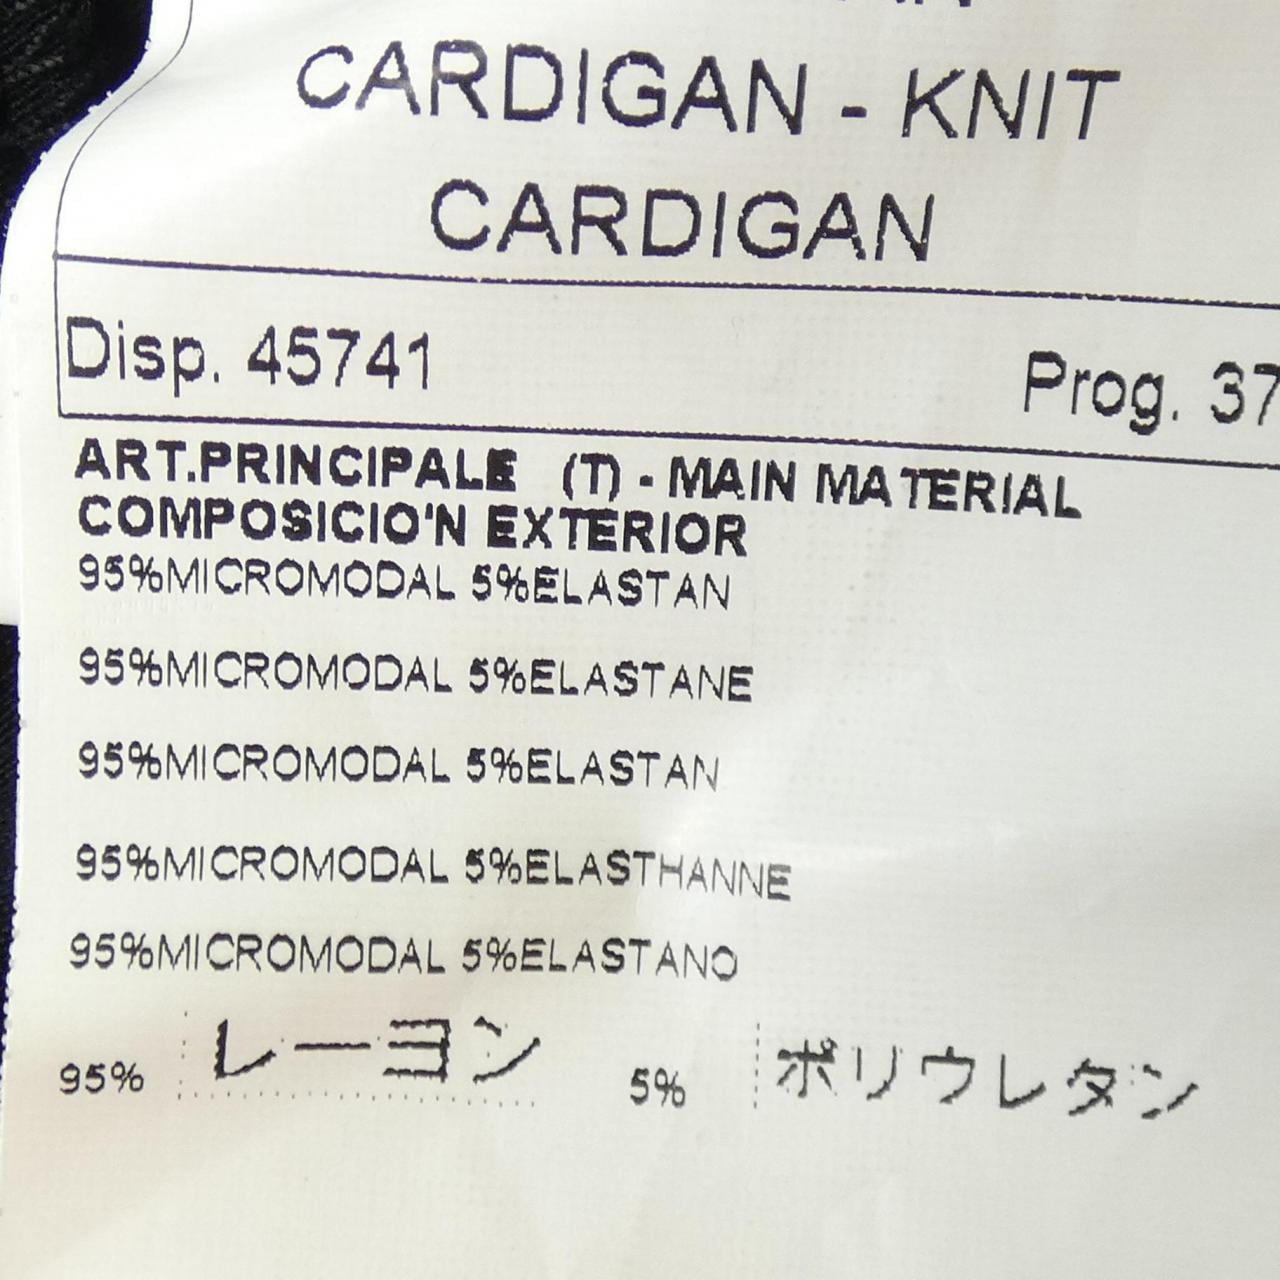 CARDIGAN - KNIT
CARDIGAN
Disp. 45741 Prog. 37
ART.PRINCIPALE (T) - MAIN MATERIAL
COMPOSICIO'N EXTERIOR
95%MICROMODAL 5%ELASTAN
95%MICROMODAL 5%ELASTANE
95%MICROMODAL 5%ELASTAN
95%MICROMODAL 5%ELASTHANNE
95%MICROMODAL 5%ELASTANO
95% レーヨン 5% ポリウレタン